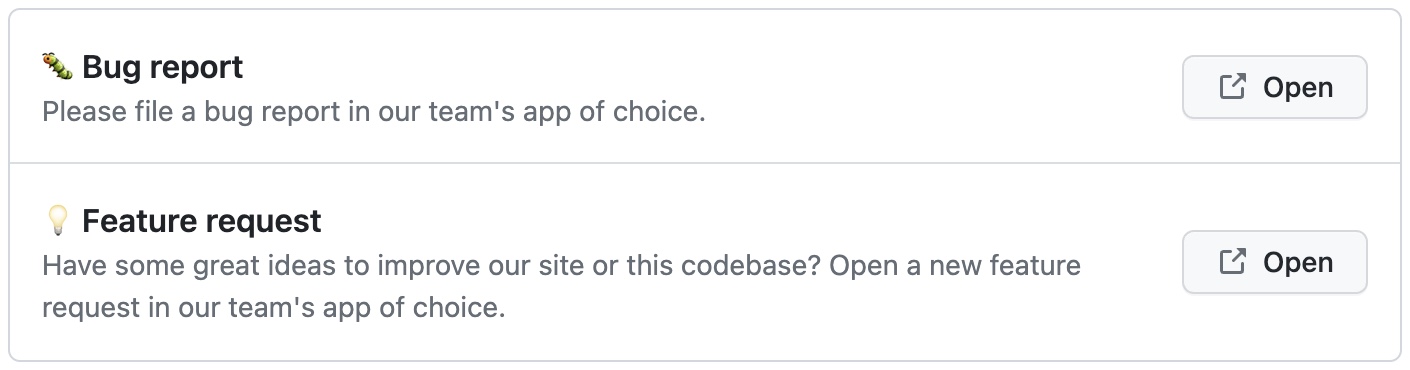 🐛 Bug report
Please file a bug report in our team's app of choice.
Open
💡 Feature request
Have some great ideas to improve our site or this codebase? Open a new feature
request in our team's app of choice.
Open